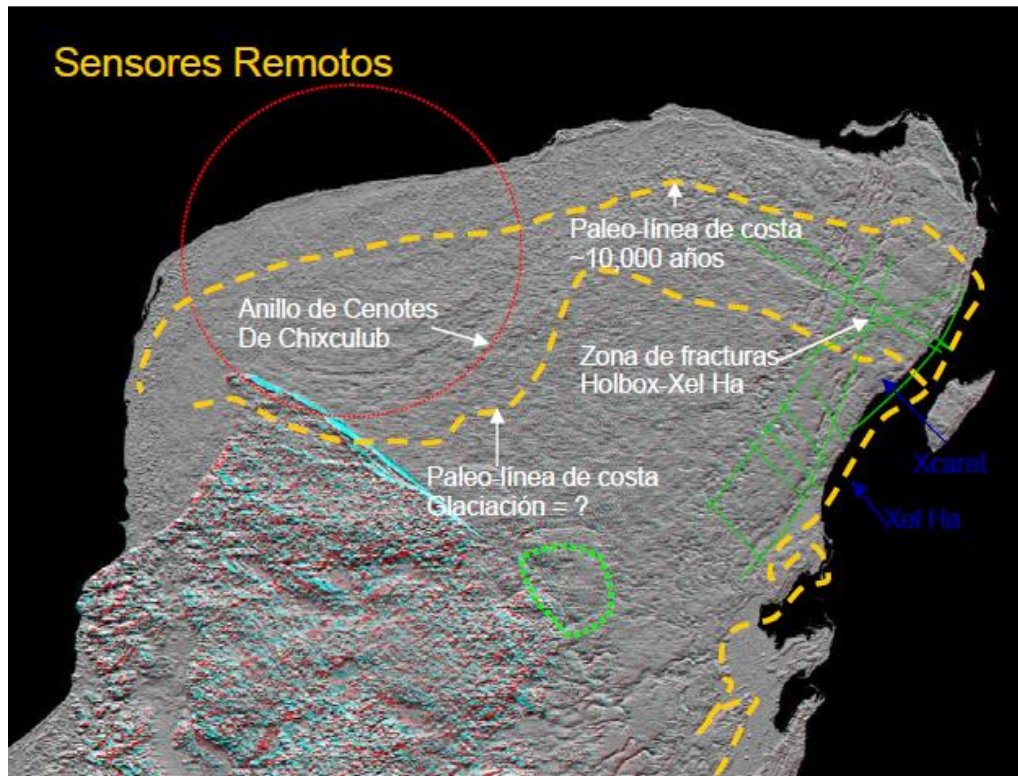 Sensores Remotos
Paleo-línea de costa
~10,000 años
Anillo de Cenotes
De Chixculub
Zona de fracturas
Holbox-Xel Ha
Xcaret
Paleo-línea de costa
Glaciación = ?
Xel Ha